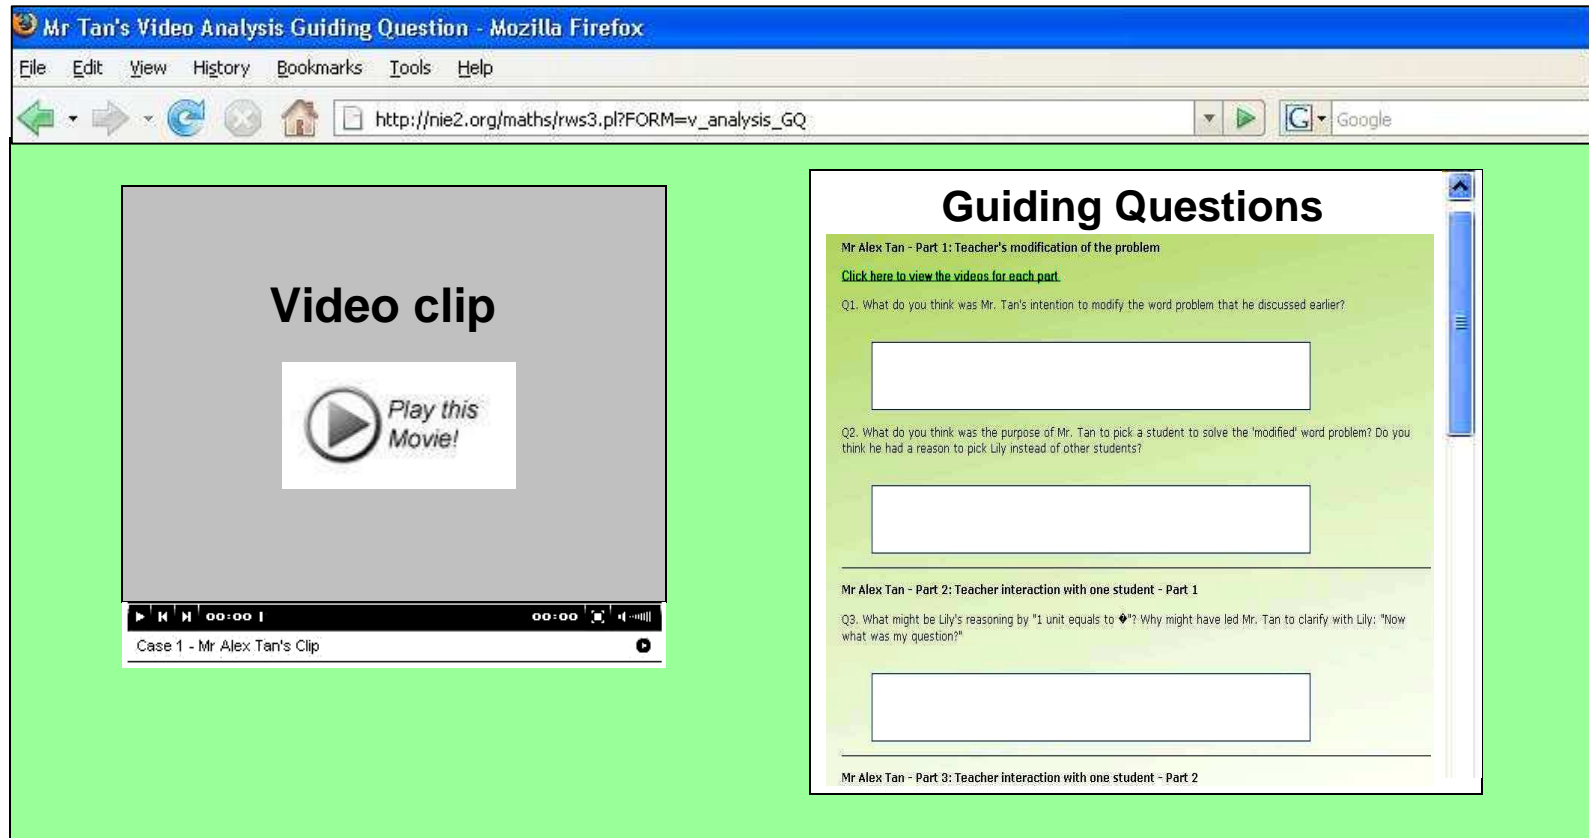 Mr Tan's Video Analysis Guiding Question - Mozilla Firefox
File Edit View History Bookmarks Tools Help
http://nie2.org/maths/rws3.pl?FORM=v_analysis_GQ
G Google
Video clip
Play this
Movie!
00:00 00:00
Case 1 - Mr Alex Tan's Clip
Guiding Questions
Mr Alex Tan - Part 1: Teacher's modification of the problem
Click here to view the videos for each part.
Q1. What do you think was Mr. Tan's intention to modify the word problem that he discussed earlier?
Q2. What do you think was the purpose of Mr. Tan to pick a student to solve the 'modified' word problem? Do you
think he had a reason to pick Lily instead of other students?
Mr Alex Tan - Part 2: Teacher interaction with one student - Part 1
Q3. What might be Lily's reasoning by "1 unit equals to �"? Why might have led Mr. Tan to clarify with Lily: "Now
what was my question?"
Mr Alex Tan - Part 3: Teacher interaction with one student - Part 2